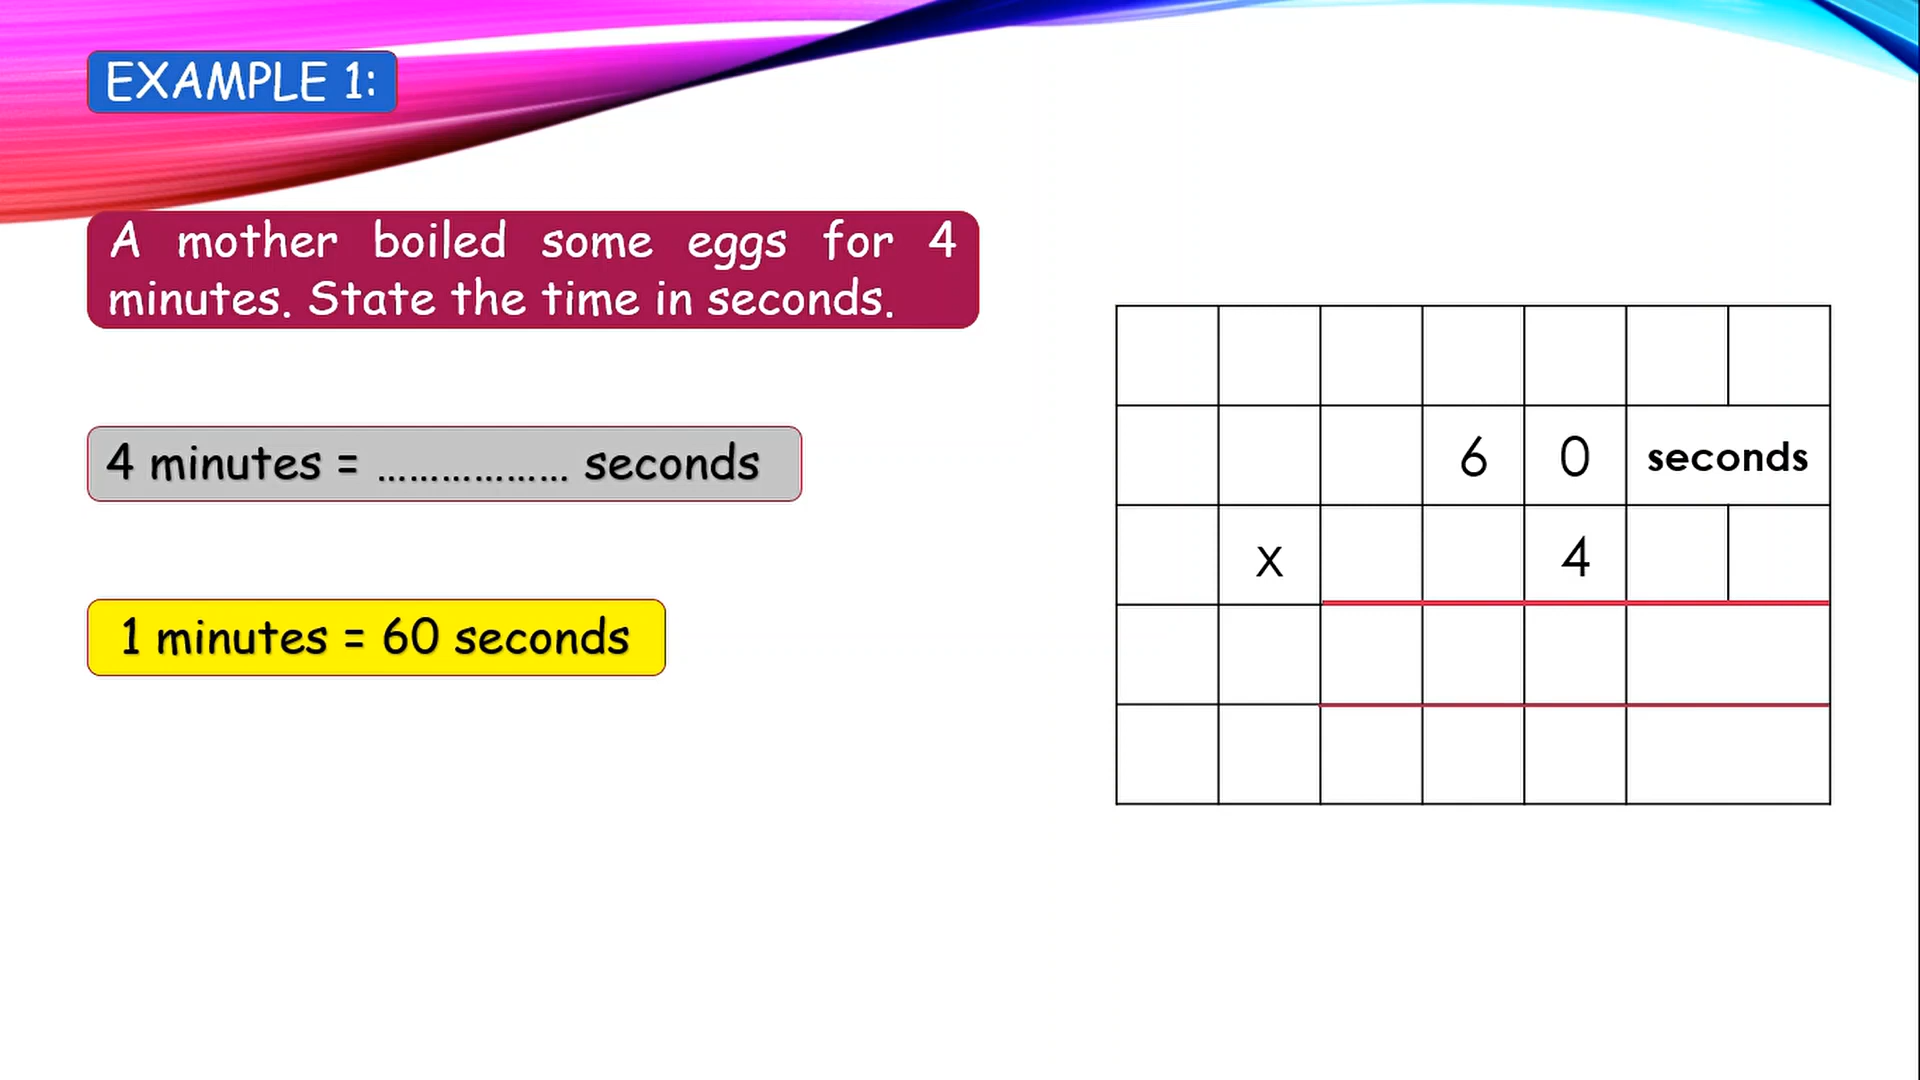 EXAMPLE 1:
A mother boiled some eggs for 4
minutes. State the time in seconds.
4 minutes = .................. seconds
1 minutes = 60 seconds
6 0 seconds
x 4